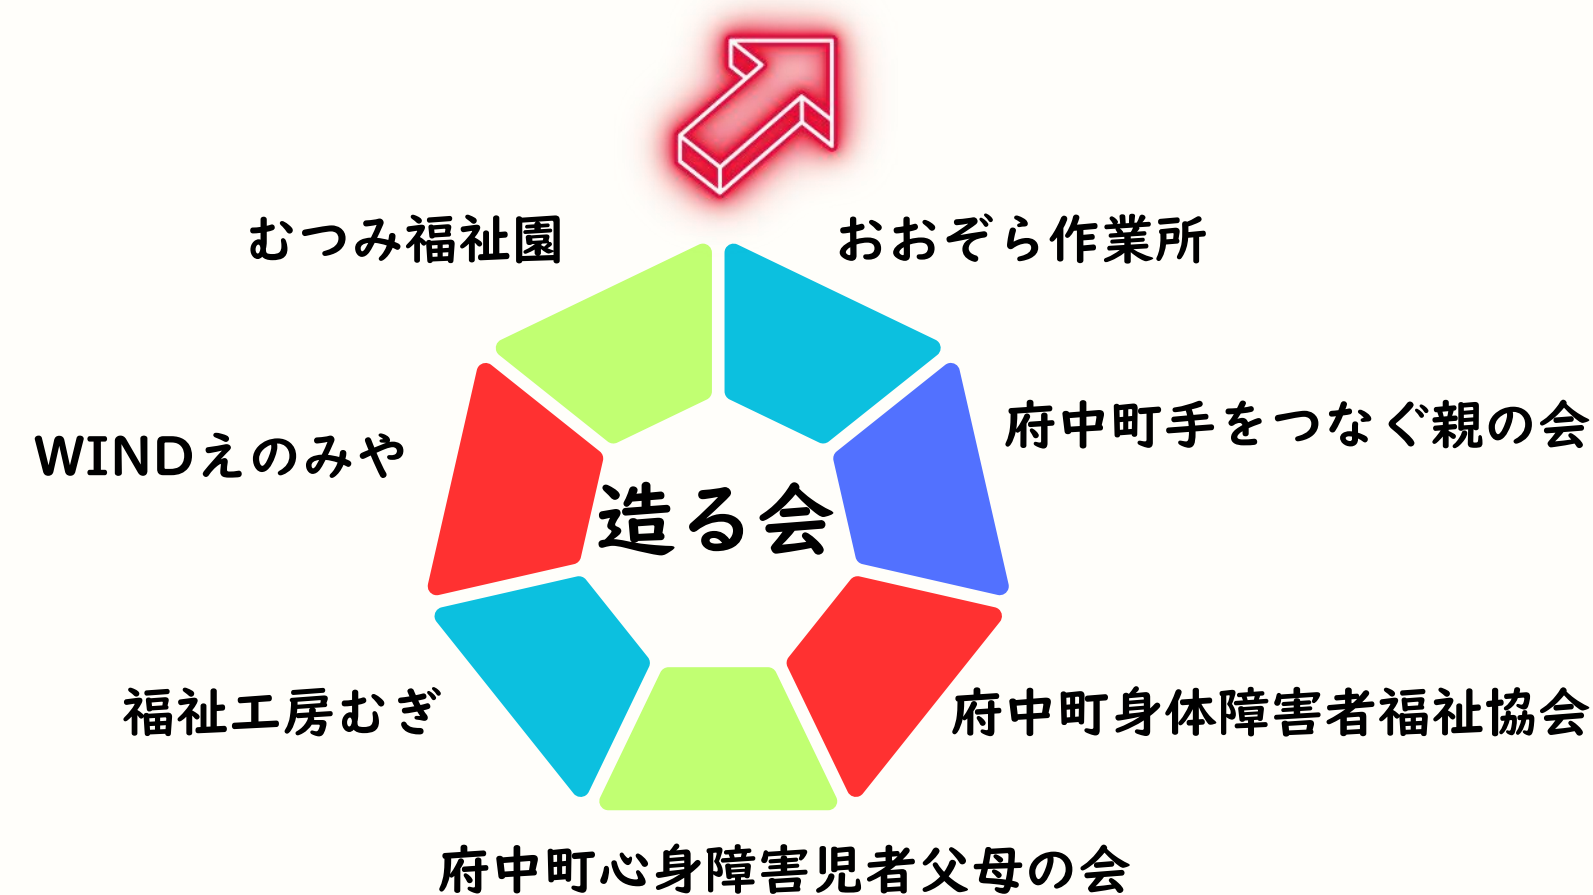 むつみ福祉園
おおぞら作業所
府中町手をつなぐ親の会
WINDえのみや
造る会
福祉工房むぎ
府中町身体障害者福祉協会
府中町心身障害児者父母の会